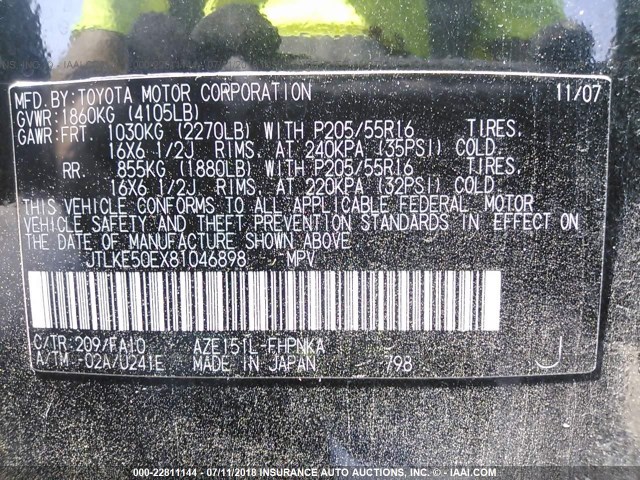 MFD.BY:TOYOTA MOTOR CORPORATION 11/07
GVWR:1860KG (4105LB)
GAWR:FRT. 1030KG (2270LB) WITH P205/55R16 TIRES,
16X6 1/2J RIMS, AT 240KPA (35PSI) COLD.
RR. 855KG (1880LB) WITH P205/55R16 TIRES,
16X6 1/2J RIMS, AT 220KPA (32PSI) COLD.
THIS VEHICLE CONFORMS TO ALL APPLICABLE FEDERAL MOTOR
VEHICLE SAFETY AND THEFT PREVENTION STANDARDS IN EFFECT ON
THE DATE OF MANUFACTURE SHOWN ABOVE.
JTLKE50EX81046898 MPV
C/TR:209/FA10 AZE151L-FHPNKA
A/TM:-02A/U241E MADE IN JAPAN 798 J
000-22811144 - 07/11/2018 - INSURANCE AUTO AUCTIONS, INC. - © IAAI.COM